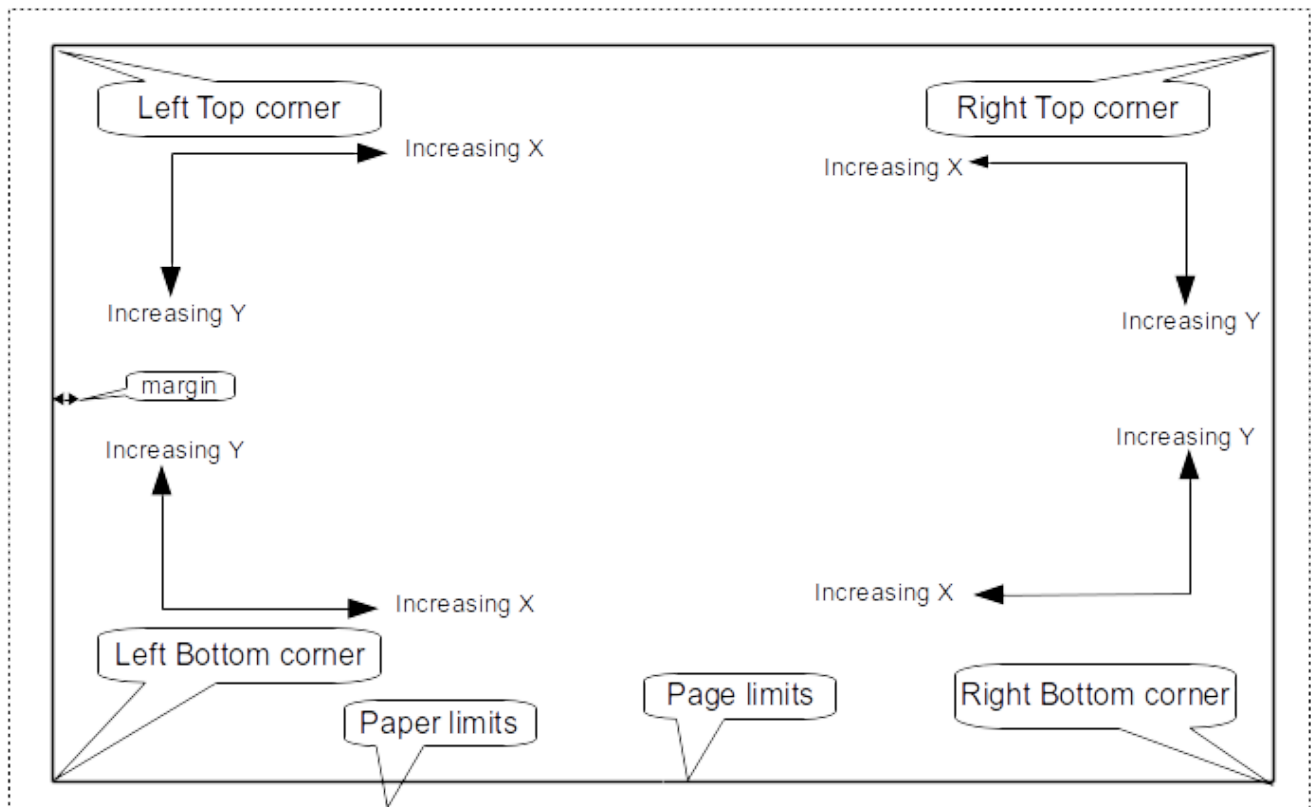 Left Top corner
Right Top corner
Increasing X
Increasing X
Increasing Y
Increasing Y
margin
Increasing Y
Increasing Y
Increasing X
Increasing X
Left Bottom corner
Page limits
Right Bottom corner
Paper limits